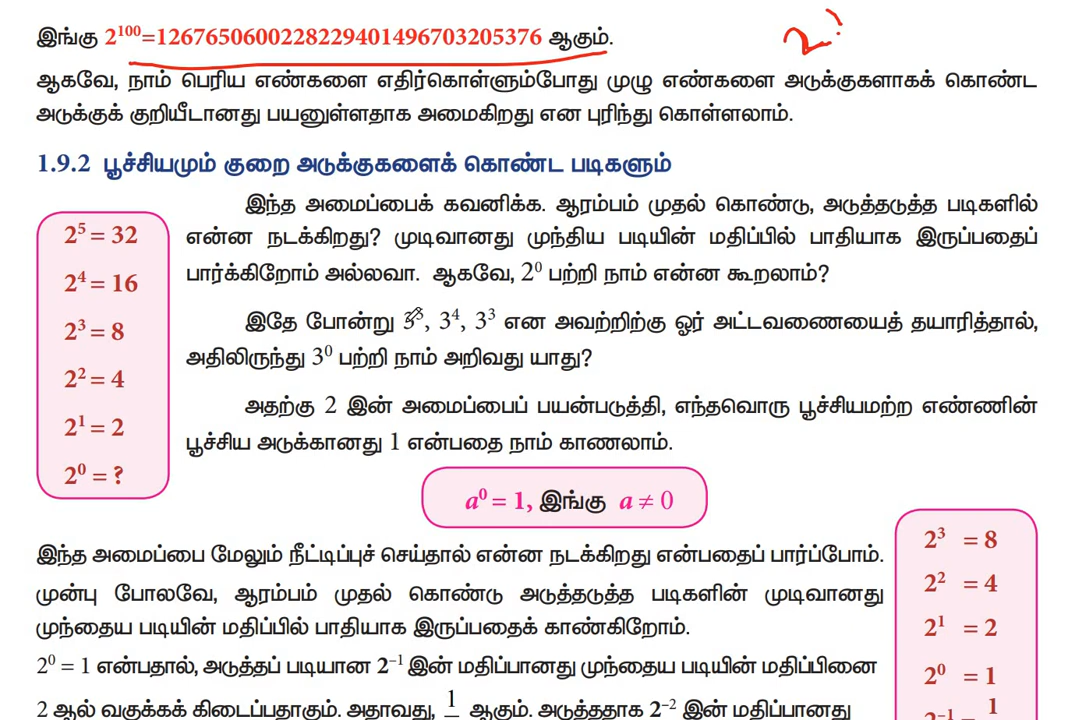 இங்கு 2¹⁰⁰=1267650600228229401496703205376 ஆகும்.
ஆகவே, நாம் பெரிய எண்களை எதிர்கொள்ளும்போது முழு எண்களை அடுக்குகளாகக் கொண்ட
அடுக்குக் குறியீடானது பயனுள்ளதாக அமைகிறது என புரிந்து கொள்ளலாம்.
1.9.2 பூச்சியமும் குறை அடுக்குகளைக் கொண்ட படிகளும்
2⁵ = 32
2⁴ = 16
2³ = 8
2² = 4
2¹ = 2
2⁰ = ?
இந்த அமைப்பைக் கவனிக்க. ஆரம்பம் முதல் கொண்டு, அடுத்தடுத்த படிகளில்
என்ன நடக்கிறது? முடிவானது முந்திய படியின் மதிப்பில் பாதியாக இருப்பதைப்
பார்க்கிறோம் அல்லவா. ஆகவே, 2⁰ பற்றி நாம் என்ன கூறலாம்?
இதே போன்று 3⁵, 3⁴, 3³ என அவற்றிற்கு ஓர் அட்டவணையைத் தயாரித்தால்,
அதிலிருந்து 3⁰ பற்றி நாம் அறிவது யாது?
அதற்கு 2 இன் அமைப்பைப் பயன்படுத்தி, எந்தவொரு பூச்சியமற்ற எண்ணின்
பூச்சிய அடுக்கானது 1 என்பதை நாம் காணலாம்.
a⁰ = 1, இங்கு a ≠ 0
இந்த அமைப்பை மேலும் நீட்டிப்புச் செய்தால் என்ன நடக்கிறது என்பதைப் பார்ப்போம்.
முன்பு போலவே, ஆரம்பம் முதல் கொண்டு அடுத்தடுத்த படிகளின் முடிவானது
முந்தைய படியின் மதிப்பில் பாதியாக இருப்பதைக் காண்கிறோம்.
2⁰ = 1 என்பதால், அடுத்தப் படியான 2⁻¹ இன் மதிப்பானது முந்தைய படியின் மதிப்பினை
2 ஆல் வகுக்கக் கிடைப்பதாகும். அதாவது, 1 ஆகும். அடுத்ததாக 2⁻² இன் மதிப்பானது
2³ = 8
2² = 4
2¹ = 2
2⁰ = 1
2⁻¹ = 1